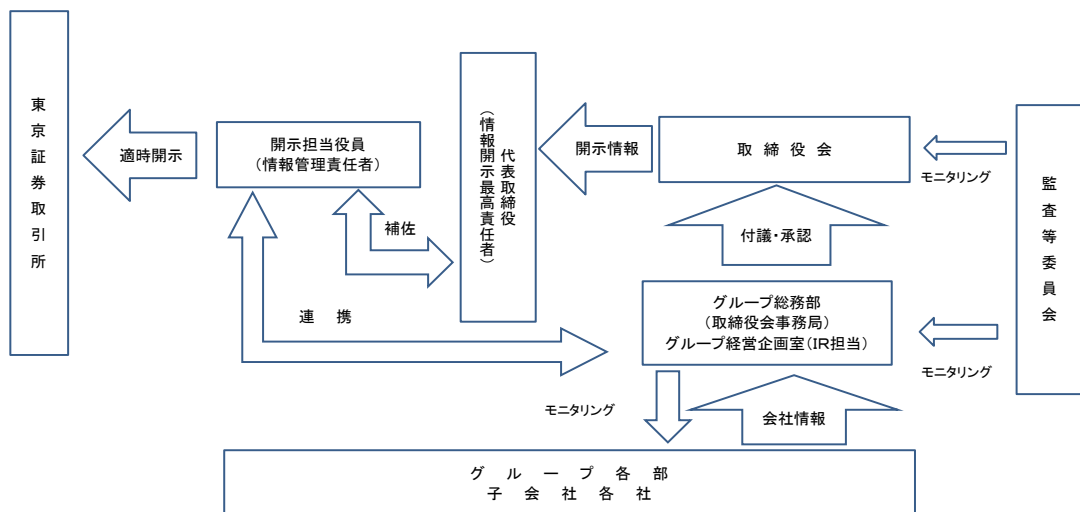 東京証券取引所
適時開示
開示担当役員
(情報管理責任者)
補佐
連 携
代表取締役
(情報開示最高責任者)
開示情報
取 締 役 会
モニタリング
付議・承認
監査等委員会
グループ総務部
(取締役会事務局)
グループ経営企画室(IR担当)
モニタリング
モニタリング
会社情報
グ ル ー プ 各 部
子 会 社 各 社